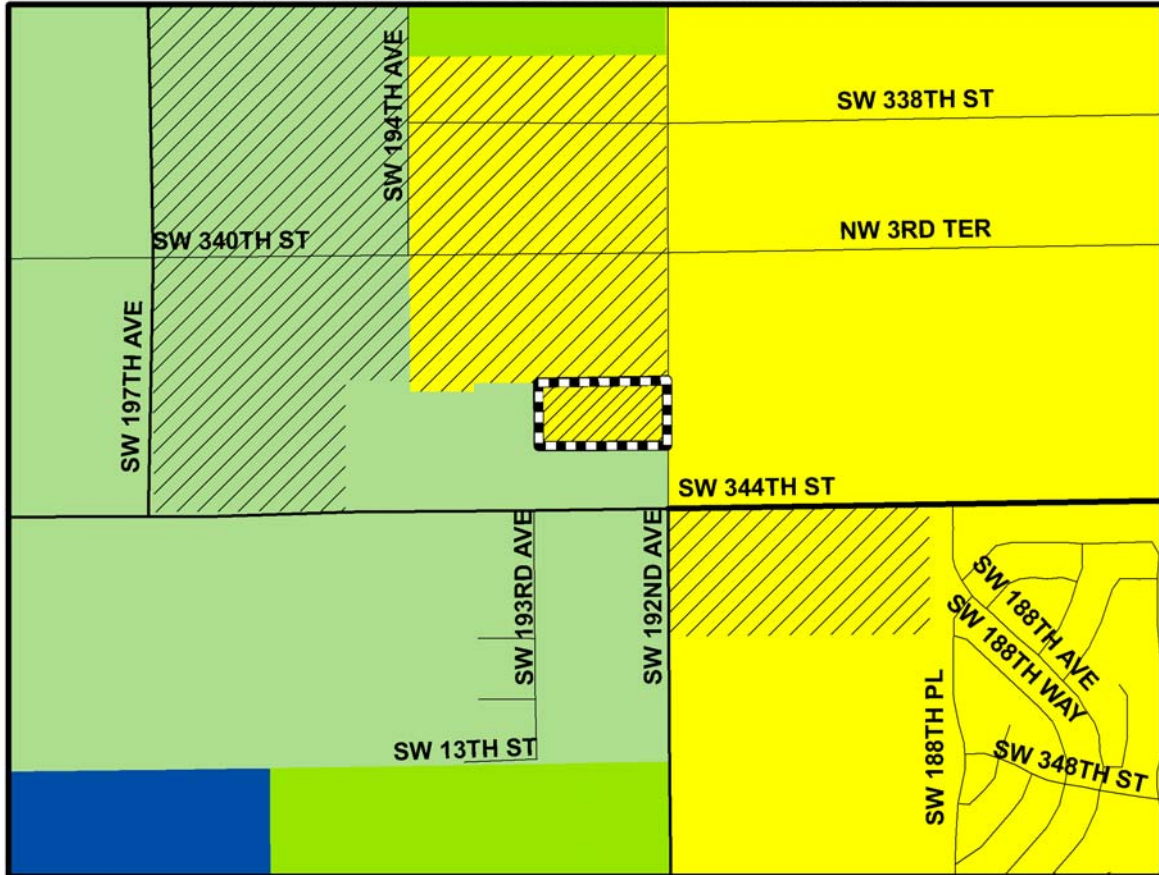 SW 194TH AVE
SW 338TH ST
SW 340TH ST
NW 3RD TER
SW 197TH AVE
SW 344TH ST
SW 193RD AVE
SW 192ND AVE
SW 188TH AVE
SW 188TH WAY
SW 188TH PL
SW 13TH ST
SW 348TH ST